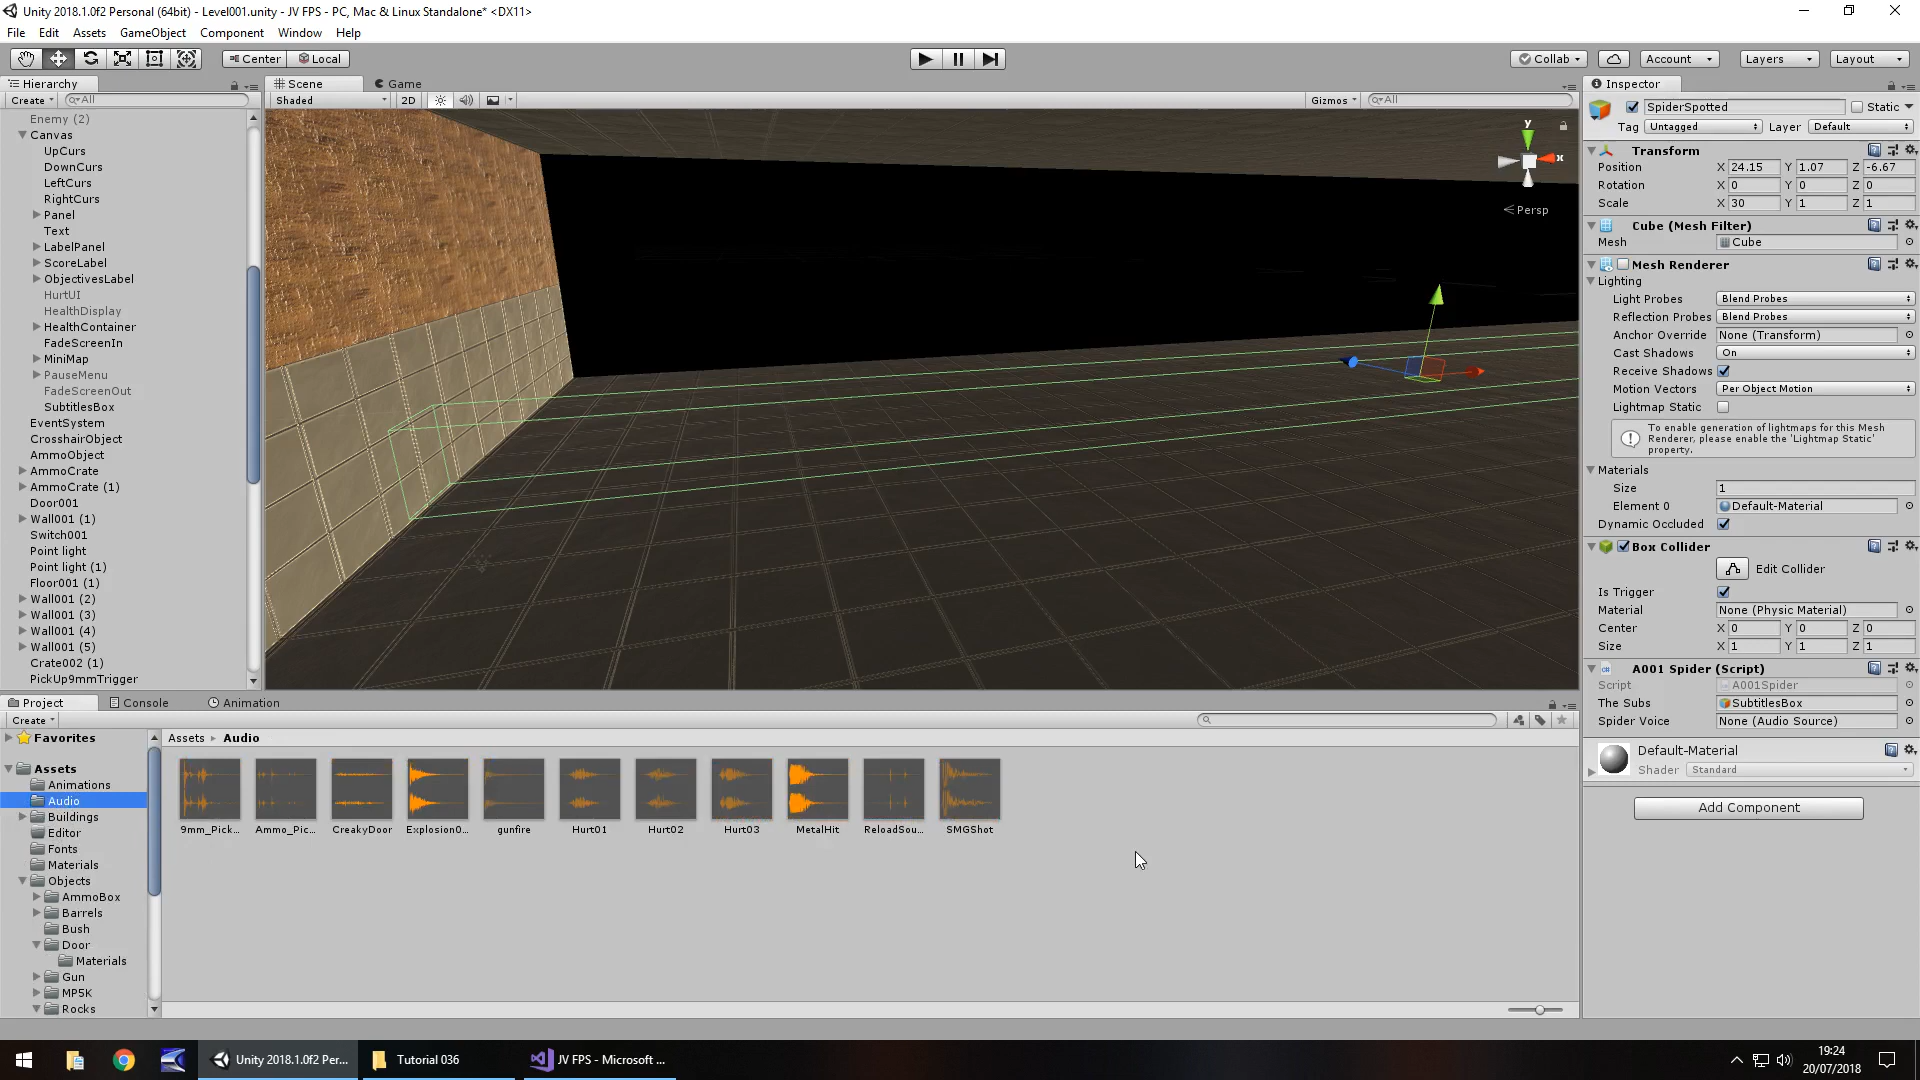 Unity 2018.1.0f2 Personal (64bit) - Level001.unity - JV FPS - PC, Mac & Linux Standalone* <DX11>
File Edit Assets GameObject Component Window Help
Center Local
Collab Account Layers Layout
Hierarchy
Create All
Enemy (2)
Canvas
UpCurs
DownCurs
LeftCurs
RightCurs
Panel
Text
LabelPanel
ScoreLabel
ObjectivesLabel
HurtUI
HealthDisplay
HealthContainer
FadeScreenIn
MiniMap
PauseMenu
FadeScreenOut
SubtitlesBox
EventSystem
CrosshairObject
AmmoObject
AmmoCrate
AmmoCrate (1)
Door001
Wall001 (1)
Switch001
Point light
Point light (1)
Floor001 (1)
Wall001 (2)
Wall001 (3)
Wall001 (4)
Wall001 (5)
Crate002 (1)
PickUp9mmTrigger
Scene Game
Shaded 2D Gizmos All
y
x
Persp
Inspector
SpiderSpotted Static
Tag Untagged Layer Default
Transform
Position X 24.15 Y 1.07 Z -6.67
Rotation X 0 Y 0 Z 0
Scale X 30 Y 1 Z 1
Cube (Mesh Filter)
Mesh Cube
Mesh Renderer
Lighting
Light Probes Blend Probes
Reflection Probes Blend Probes
Anchor Override None (Transform)
Cast Shadows On
Receive Shadows
Motion Vectors Per Object Motion
Lightmap Static
To enable generation of lightmaps for this Mesh
Renderer, please enable the 'Lightmap Static'
property.
Materials
Size 1
Element 0 Default-Material
Dynamic Occluded
Box Collider
Edit Collider
Is Trigger
Material None (Physic Material)
Center X 0 Y 0 Z 0
Size X 1 Y 1 Z 1
A001 Spider (Script)
Script A001Spider
The Subs SubtitlesBox
Spider Voice None (Audio Source)
Default-Material
Shader Standard
Add Component
Project Console Animation
Create
Favorites
Assets
Animations
Audio
Buildings
Editor
Fonts
Materials
Objects
AmmoBox
Barrels
Bush
Door
Materials
Gun
MP5K
Rocks
Assets Audio
9mm_Pick... Ammo_Pic... CreakyDoor Explosion0... gunfire Hurt01 Hurt02 Hurt03 MetalHit ReloadSou... SMGShot
Unity 2018.1.0f2 Per... Tutorial 036 JV FPS - Microsoft ...
19:24
20/07/2018